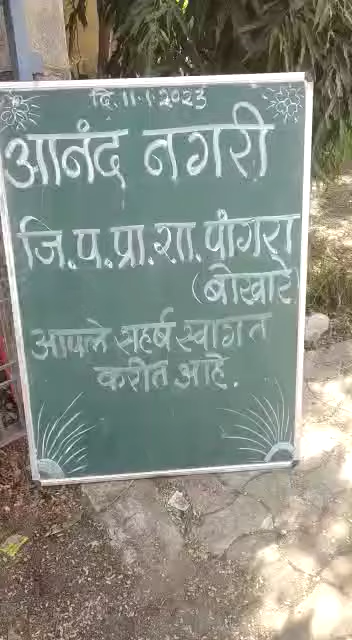 दि.11.1.2023
आनंद नगरी
जि.प.प्रा.शा.पांगरा
(बोखारे)
आपले सहर्ष स्वागत
करीत आहे.